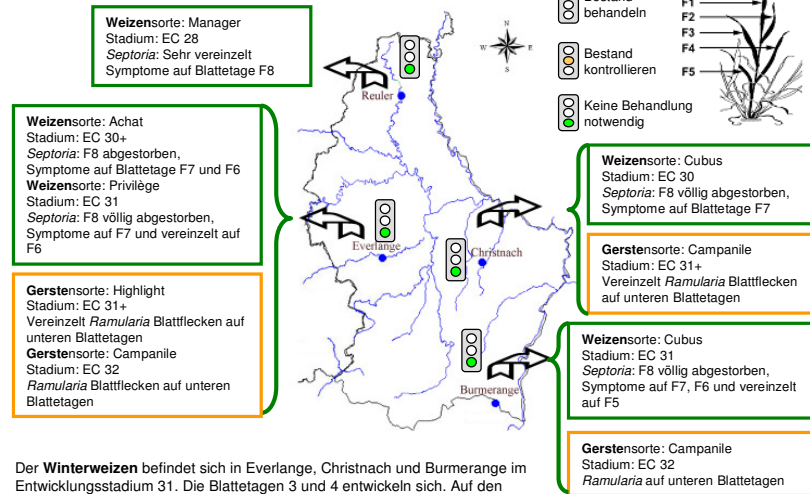 Weizensorte: Manager
Stadium: EC 28
Septoria: Sehr vereinzelt
Symptome auf Blattetage F8
Weizensorte: Achat
Stadium: EC 30+
Septoria: F8 abgestorben,
Symptome auf Blattetage F7 und F6
Weizensorte: Privilège
Stadium: EC 31
Septoria: F8 völlig abgestorben,
Symptome auf F7 und vereinzelt auf
F6
Gerstensorte: Highlight
Stadium: EC 31+
Vereinzelt Ramularia Blattflecken auf
unteren Blattetagen
Gerstensorte: Campanile
Stadium: EC 32
Ramularia Blattflecken auf unteren
Blattetagen
N
W
E
S
Reuler
Everlange
Christnach
Burmerange
Bestand
behandeln
Bestand
kontrollieren
Keine Behandlung
notwendig
F1
F2
F3
F4
F5
Weizensorte: Cubus
Stadium: EC 30
Septoria: F8 völlig abgestorben,
Symptome auf Blattetage F7
Gerstensorte: Campanile
Stadium: EC 31+
Vereinzelt Ramularia Blattflecken
auf unteren Blattetagen
Weizensorte: Cubus
Stadium: EC 31
Septoria: F8 völlig abgestorben,
Symptome auf F7, F6 und vereinzelt
auf F5
Gerstensorte: Campanile
Stadium: EC 32
Ramularia auf unteren Blattetagen
Der Winterweizen befindet sich in Everlange, Christnach und Burmerange im
Entwicklungsstadium 31. Die Blattetagen 3 und 4 entwickeln sich. Auf den